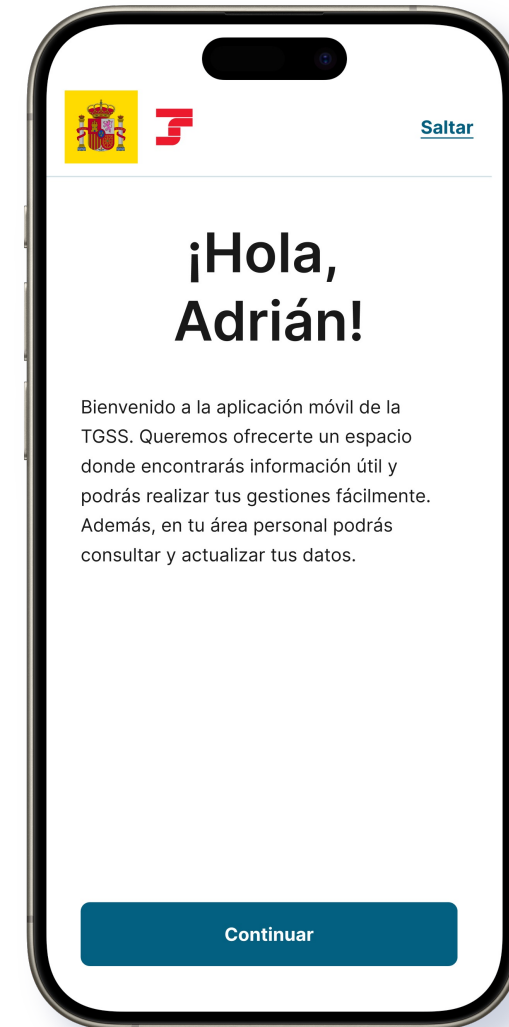 Saltar
¡Hola,
Adrián!
Bienvenido a la aplicación móvil de la
TGSS. Queremos ofrecerte un espacio
donde encontrarás información útil y
podrás realizar tus gestiones fácilmente.
Además, en tu área personal podrás
consultar y actualizar tus datos.
Continuar